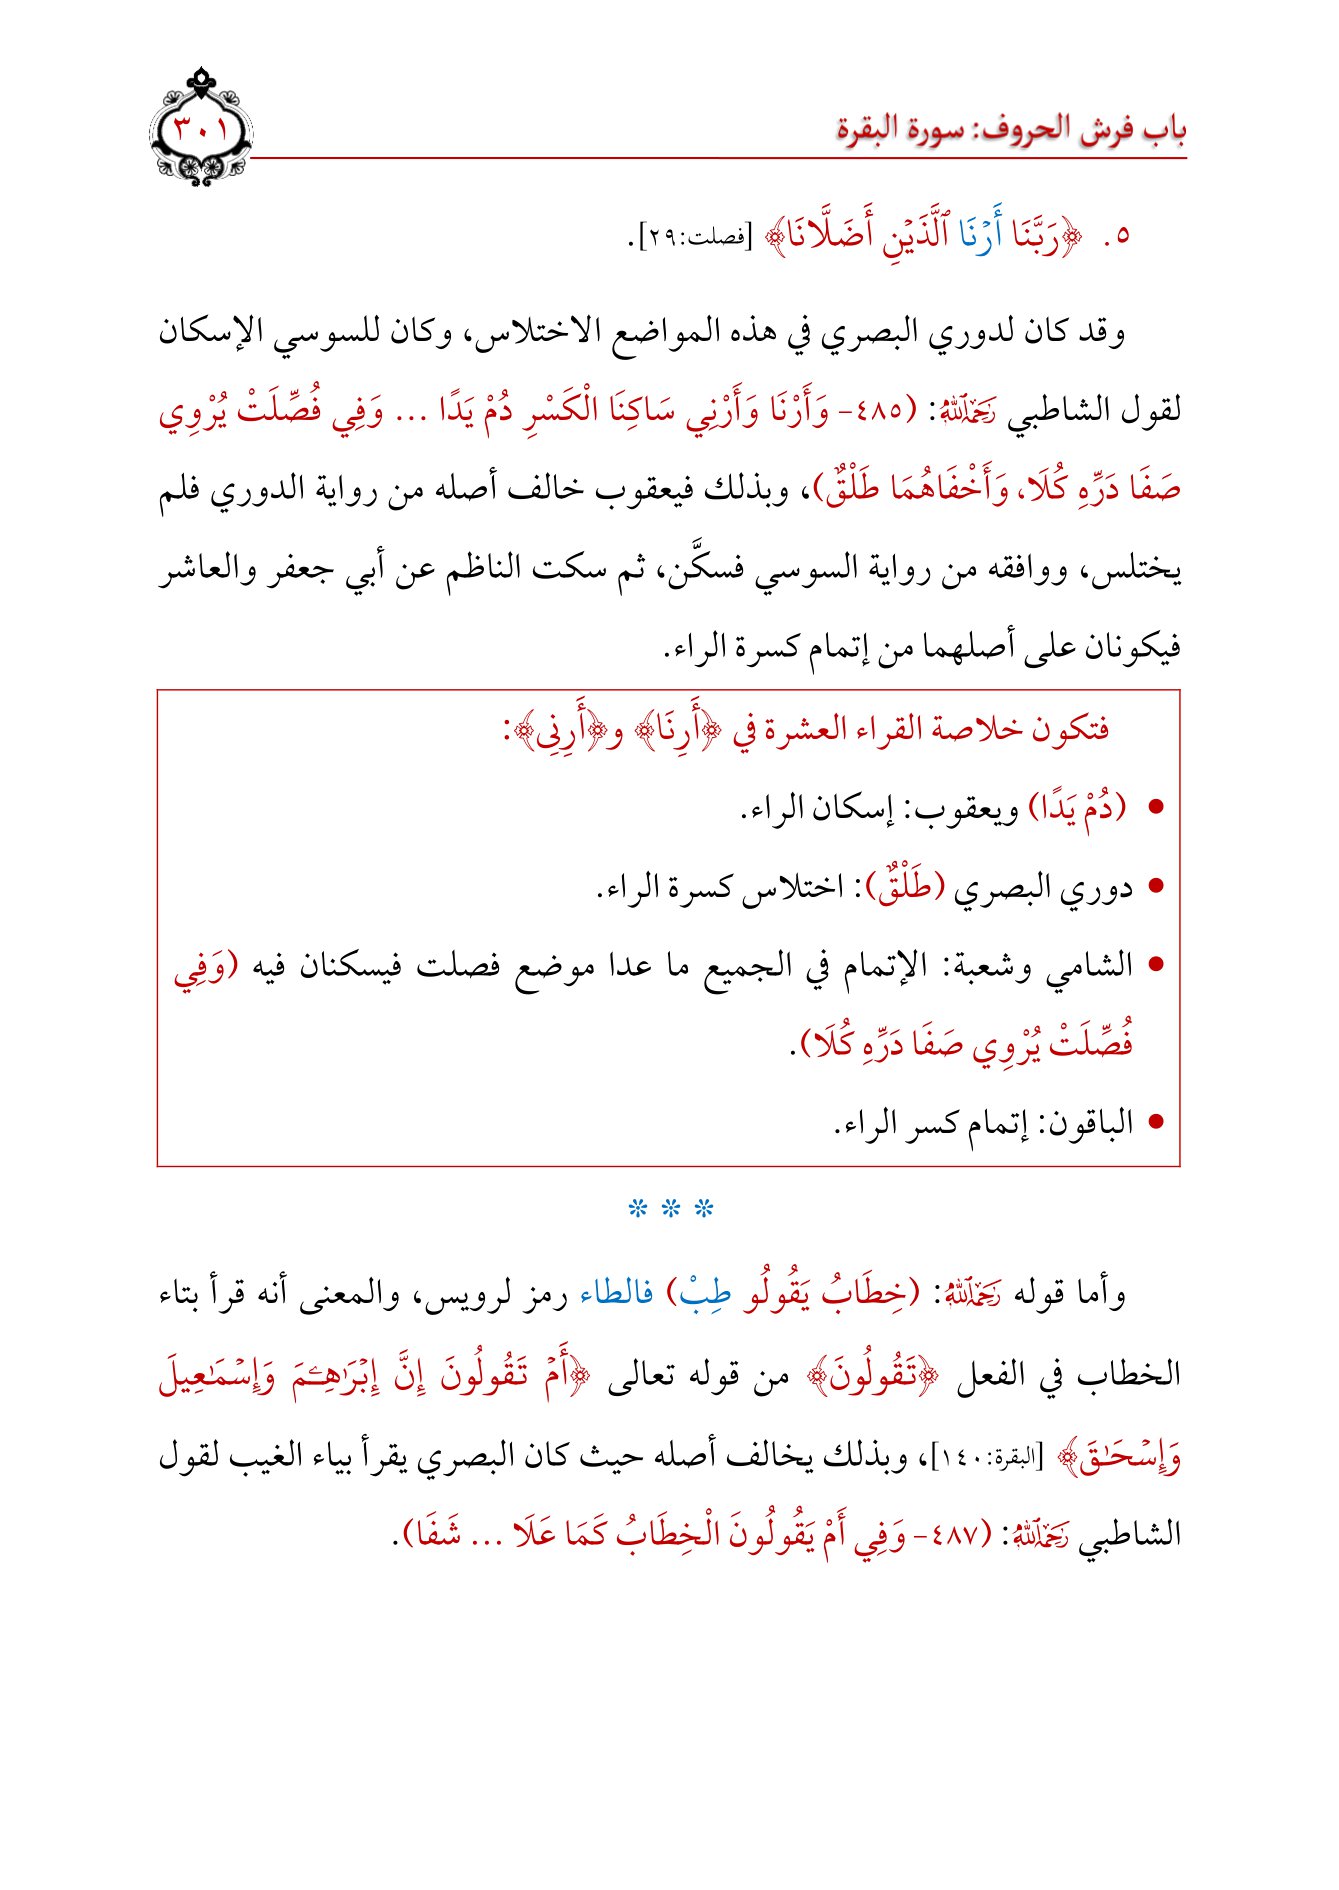 باب فرش الحروف: سورة البقرة
٣٠١
٥. ﴿رَبَّنَا أَرۡنَا ٱلَّذَيۡنِ أَضَلَّانَا﴾ [فصلت:٢٩].
وقد كان لدوري البصري في هذه المواضع الاختلاس، وكان للسوسي الإسكان
لقول الشاطبي رَحِمَهُ ٱللَّهُ: (٤٨٥- وَأَرْنَا وَأَرْنِي سَاكِنَا الْكَسْرِ دُمْ يَدًا ... وَفِي فُصِّلَتْ يُرْوِي
صَفَا دَرِّهِ كُلَا، وَأَخْفَاهُمَا طَلْقٌ)، وبذلك فيعقوب خالف أصله من رواية الدوري فلم
يختلس، ووافقه من رواية السوسي فسكَّن، ثم سكت الناظم عن أبي جعفر والعاشر
فيكونان على أصلهما من إتمام كسرة الراء.
فتكون خلاصة القراء العشرة في ﴿أَرِنَا﴾ و﴿أَرِنِى﴾:
• (دُمْ يَدًا) ويعقوب: إسكان الراء.
• دوري البصري (طَلْقٌ): اختلاس كسرة الراء.
• الشامي وشعبة: الإتمام في الجميع ما عدا موضع فصلت فيسكنان فيه (وَفِي
فُصِّلَتْ يُرْوِي صَفَا دَرِّهِ كُلَا).
• الباقون: إتمام كسر الراء.
* * *
وأما قوله رَحِمَهُ ٱللَّهُ: (خِطَابُ يَقُولُو طِبْ) فالطاء رمز لرويس، والمعنى أنه قرأ بتاء
الخطاب في الفعل ﴿تَقُولُونَ﴾ من قوله تعالى ﴿أَمۡ تَقُولُونَ إِنَّ إِبۡرَٰهِـۧمَ وَإِسۡمَٰعِيلَ
وَإِسۡحَٰقَ﴾ [البقرة:١٤٠]، وبذلك يخالف أصله حيث كان البصري يقرأ بياء الغيب لقول
الشاطبي رَحِمَهُ ٱللَّهُ: (٤٨٧- وَفِي أَمْ يَقُولُونَ الْخِطَابُ كَمَا عَلَا ... شَفَا).